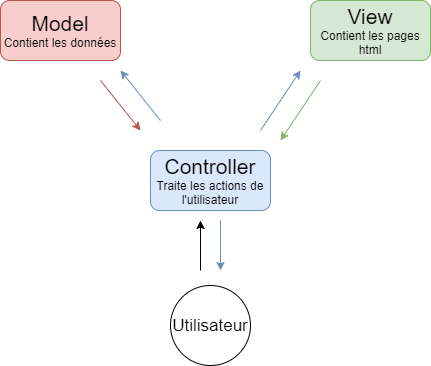 Model
Contient les données
View
Contient les pages
html
Controller
Traite les actions de
l'utilisateur
Utilisateur